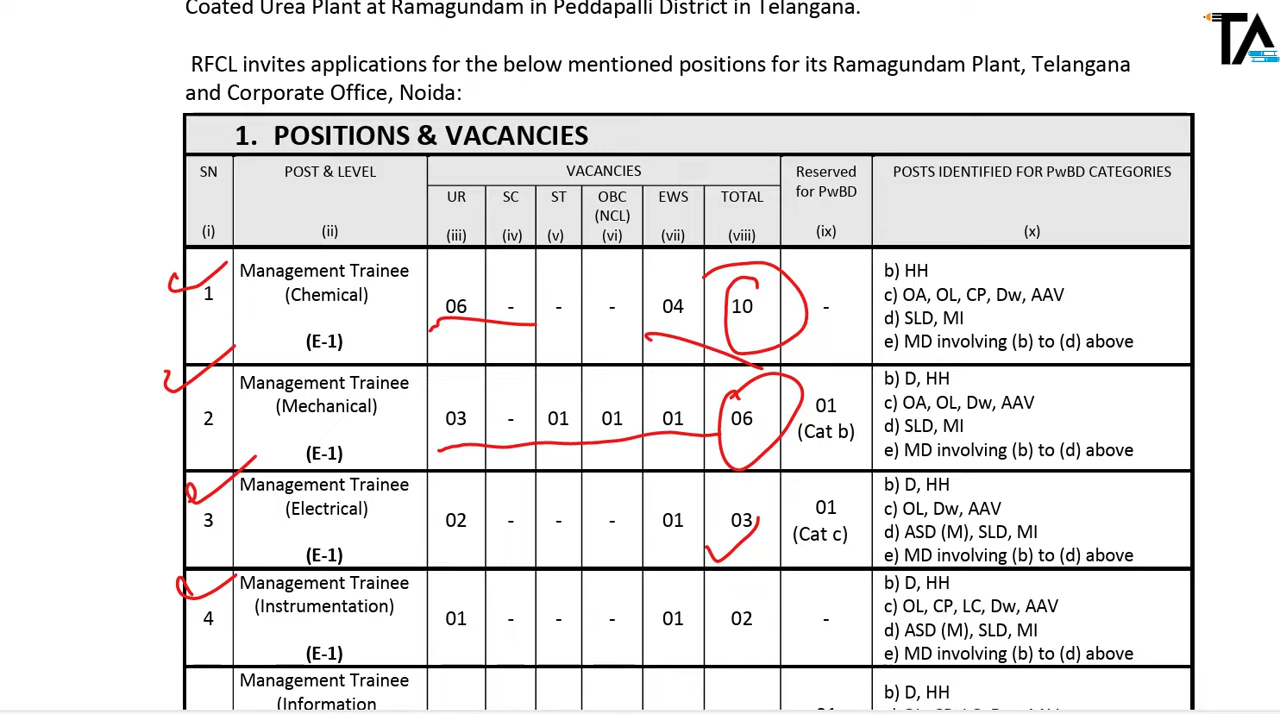 Coated Urea Plant at Ramagundam in Peddapalli District in Telangana.
TA
RFCL invites applications for the below mentioned positions for its Ramagundam Plant, Telangana
and Corporate Office, Noida:
1. POSITIONS & VACANCIES
SN POST & LEVEL VACANCIES Reserved for PwBD POSTS IDENTIFIED FOR PwBD CATEGORIES
UR SC ST OBC (NCL) EWS TOTAL
(i) (ii) (iii) (iv) (v) (vi) (vii) (viii) (ix) (x)
1 Management Trainee (Chemical) (E-1) 06 - - - 04 10 -
b) HH
c) OA, OL, CP, Dw, AAV
d) SLD, MI
e) MD involving (b) to (d) above
2 Management Trainee (Mechanical) (E-1) 03 - 01 01 01 06 01 (Cat b)
b) D, HH
c) OA, OL, Dw, AAV
d) SLD, MI
e) MD involving (b) to (d) above
3 Management Trainee (Electrical) (E-1) 02 - - - 01 03 01 (Cat c)
b) D, HH
c) OL, Dw, AAV
d) ASD (M), SLD, MI
e) MD involving (b) to (d) above
4 Management Trainee (Instrumentation) (E-1) 01 - - - 01 02 -
b) D, HH
c) OL, CP, LC, Dw, AAV
d) ASD (M), SLD, MI
e) MD involving (b) to (d) above
Management Trainee
(Information
b) D, HH